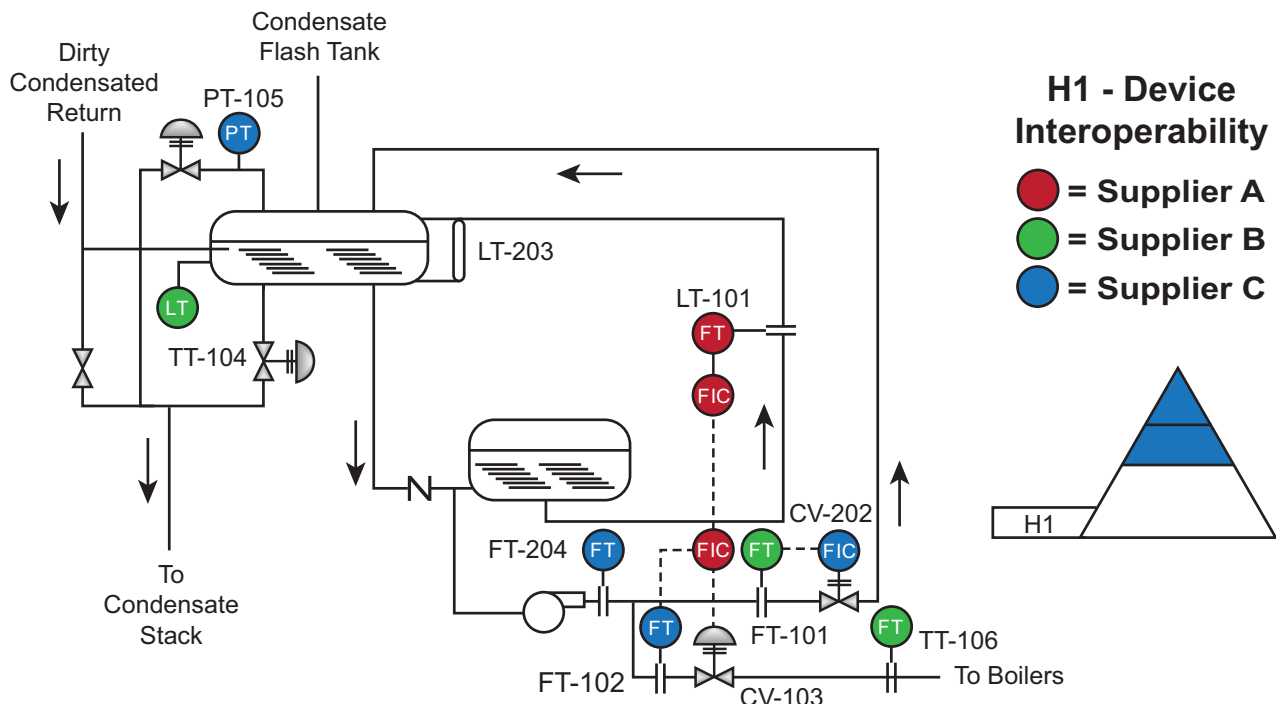 Condensate
Flash Tank
Dirty
Condensated
Return
PT-105
PT
H1 - Device
Interoperability
= Supplier A
= Supplier B
= Supplier C
LT-203
LT
LT-101
FT
TT-104
FIC
CV-202
H1
FT-204
FT
FIC
FT
FIC
To
Condensate
Stack
FT
FT-101
FT
TT-106
FT-102
CV-103
To Boilers